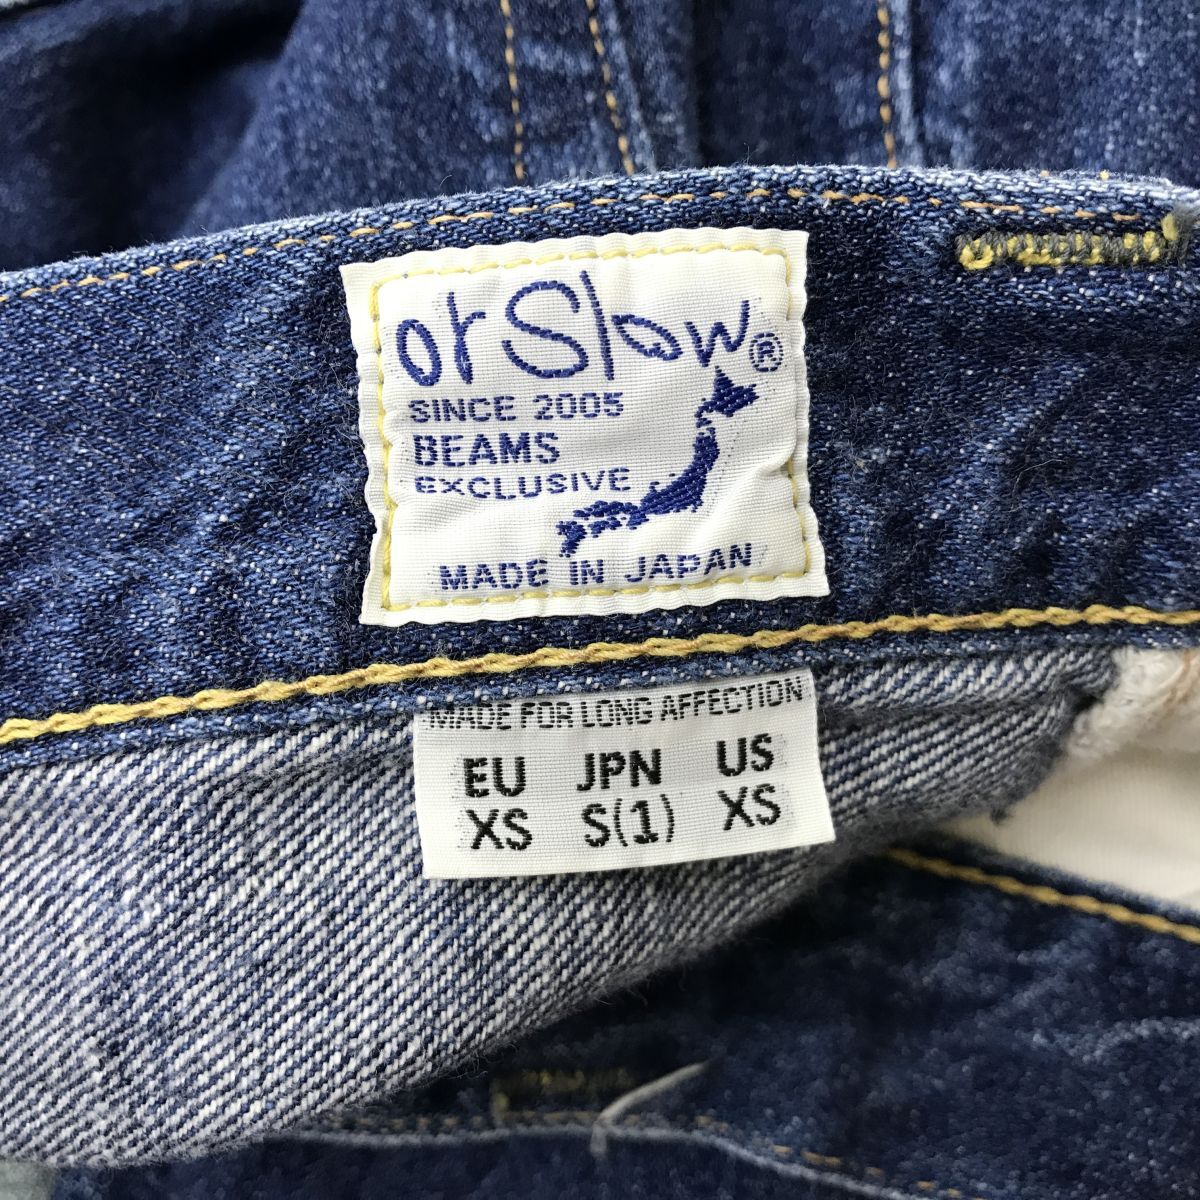 orSlow®
SINCE 2005
BEAMS
EXCLUSIVE
MADE IN JAPAN
MADE FOR LONG AFFECTION
EU JPN US
XS S(1) XS